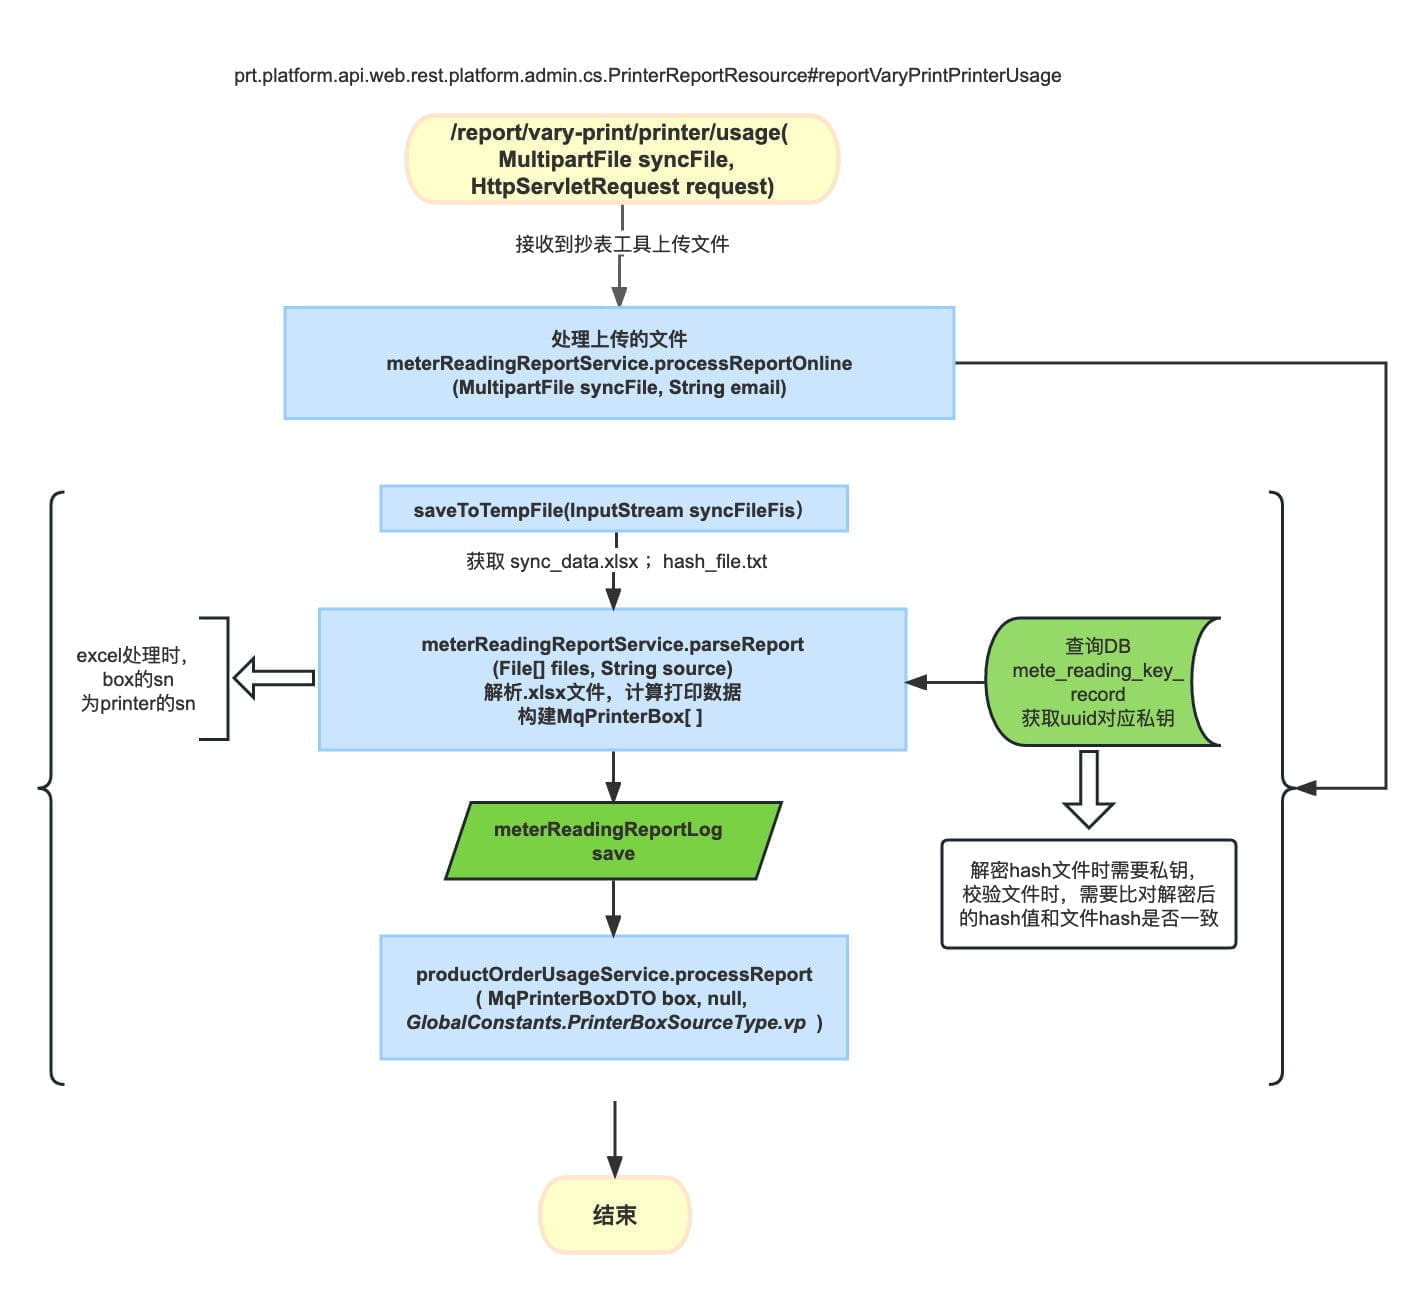 prt.platform.api.web.rest.platform.admin.cs.PrinterReportResource#reportVaryPrintPrinterUsage
/report/vary-print/printer/usage(
MultipartFile syncFile,
HttpServletRequest request)
接收到抄表工具上传文件
处理上传的文件
meterReadingReportService.processReportOnline
(MultipartFile syncFile, String email)
saveToTempFile(InputStream syncFileFis）
获取 sync_data.xlsx ；hash_file.txt
excel处理时，
box的sn
为printer的sn
meterReadingReportService.parseReport
(File[] files, String source)
解析.xlsx文件，计算打印数据
构建MqPrinterBox[ ]
查询DB
mete_reading_key_
record
获取uuid对应私钥
meterReadingReportLog
save
解密hash文件时需要私钥，
校验文件时，需要比对解密后
的hash值和文件hash是否一致
productOrderUsageService.processReport
( MqPrinterBoxDTO box, null,
GlobalConstants.PrinterBoxSourceType.vp )
结束